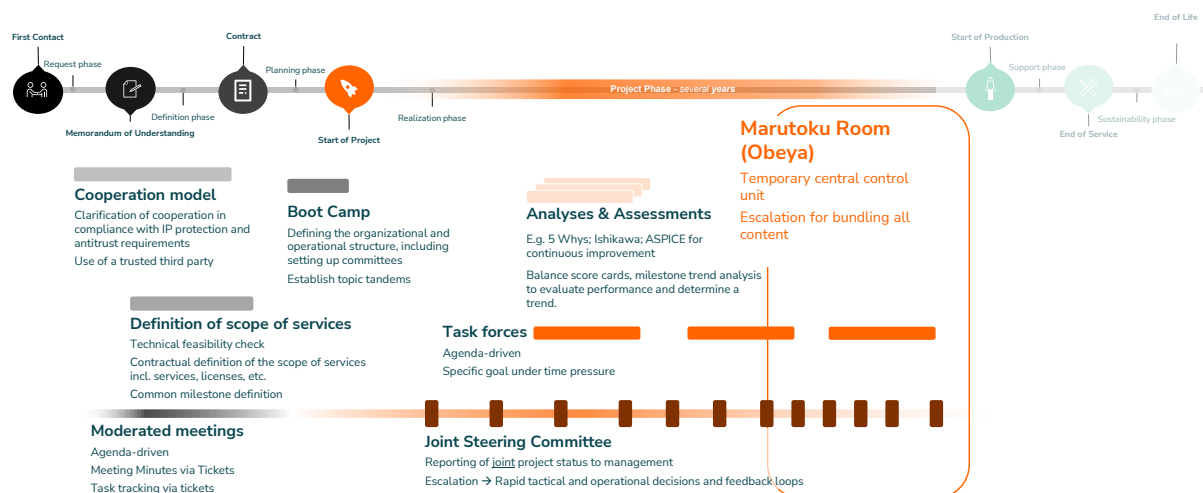 End of Life
First Contact
Contract
Start of Production
Request phase
Planning phase
Support phase
Project Phase - several years
Definition phase
Realization phase
Sustainability phase
Memorandum of Understanding
Start of Project
End of Service
Marutoku Room
(Obeya)
Temporary central control
unit
Escalation for bundling all
content
Cooperation model
Clarification of cooperation in
compliance with IP protection and
antitrust requirements
Use of a trusted third party
Boot Camp
Defining the organizational and
operational structure, including
setting up committees
Establish topic tandems
Analyses & Assessments
E.g. 5 Whys; Ishikawa; ASPICE for
continuous improvement
Balance score cards, milestone trend analysis
to evaluate performance and determine a
trend.
Definition of scope of services
Technical feasibility check
Contractual definition of the scope of services
incl. services, licenses, etc.
Common milestone definition
Task forces
Agenda-driven
Specific goal under time pressure
Moderated meetings
Agenda-driven
Meeting Minutes via Tickets
Task tracking via tickets
Joint Steering Committee
Reporting of joint project status to management
Escalation → Rapid tactical and operational decisions and feedback loops